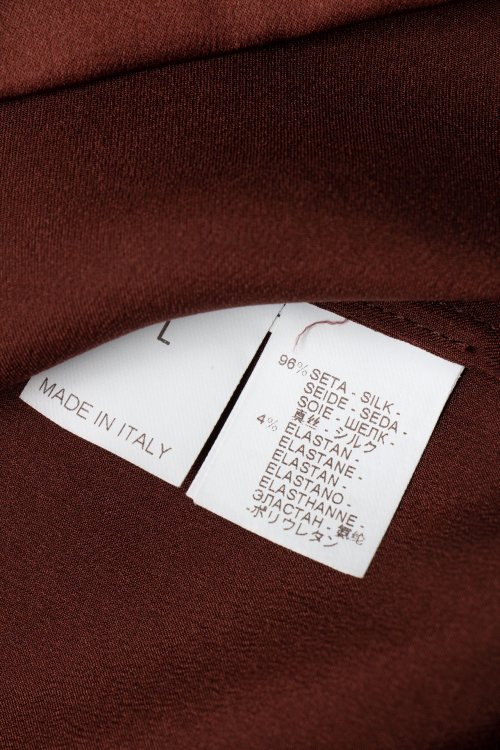 L
MADE IN ITALY
96% SETA - SILK -
SEIDE - SEDA -
SOIE - ШЕЛК -
真丝 - シルク
4% ELASTAN -
ELASTANE -
ELASTAN -
ELASTANO -
ELASTHANNE -
ЭЛАСТАН - 氨纶
-ポリウレタン